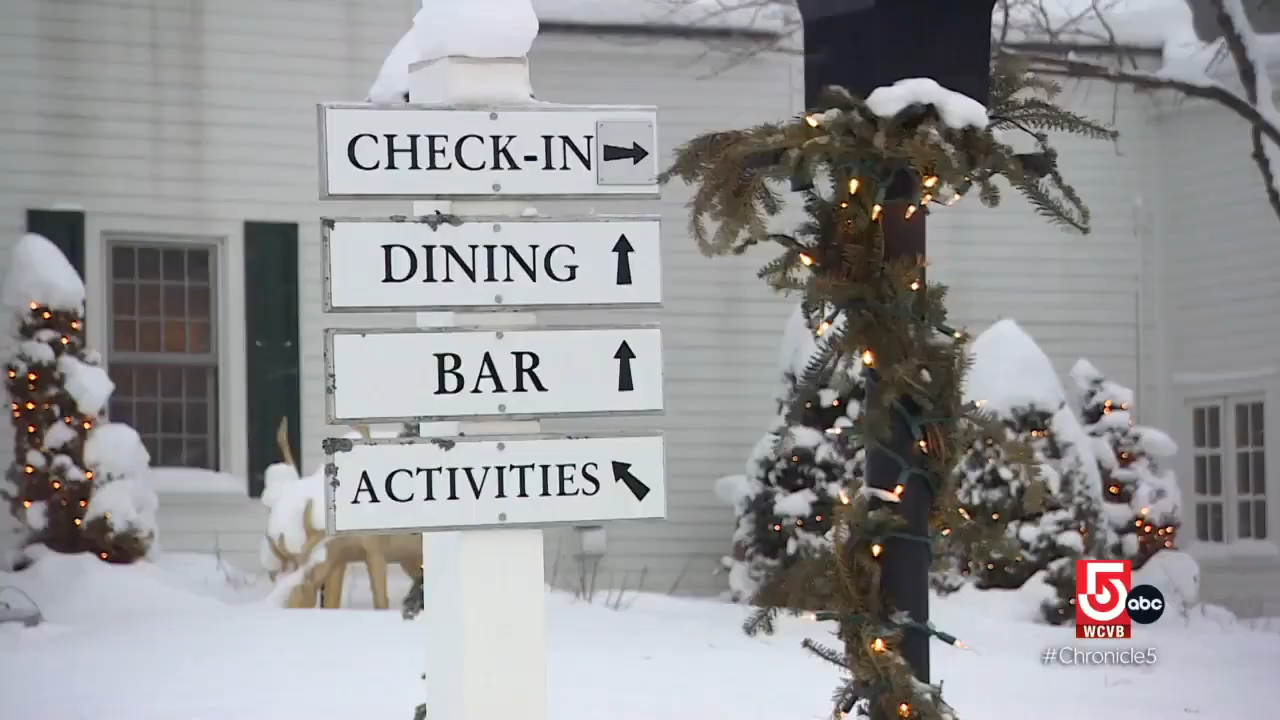 CHECK-IN
DINING
BAR
ACTIVITIES
5
abc
WCVB
#Chronicle5